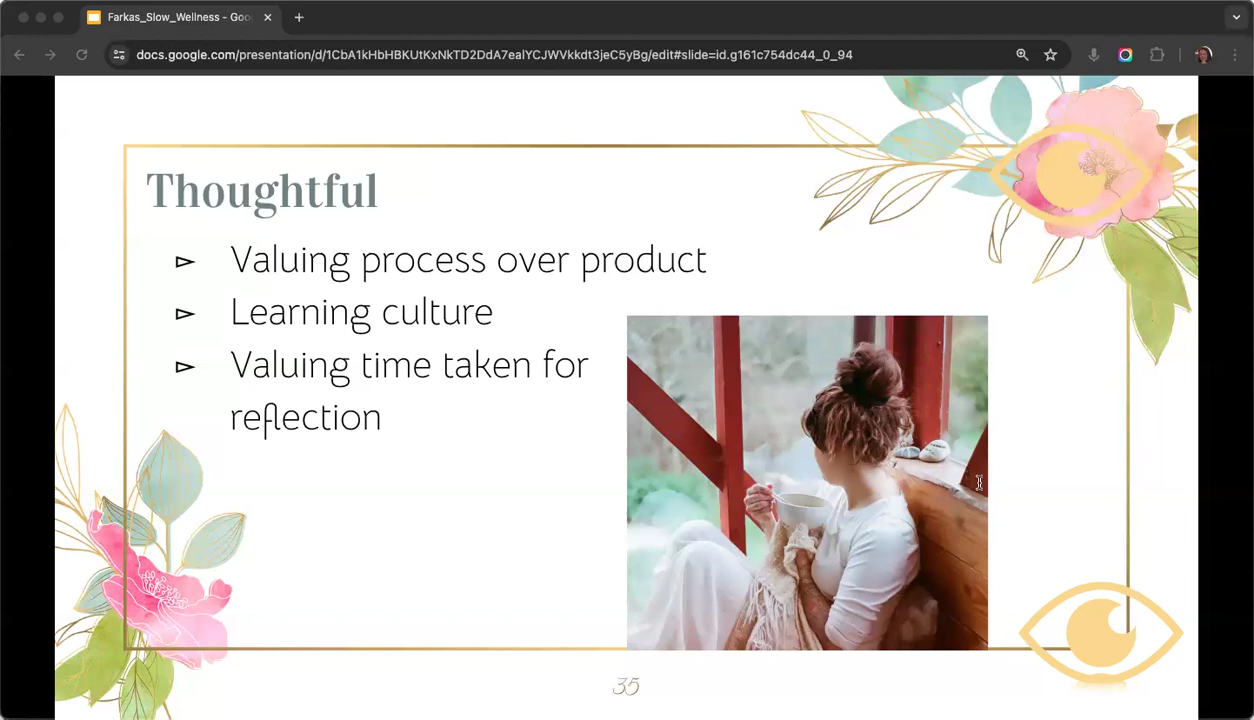 Farkas_Slow_Wellness - Goo
docs.google.com/presentation/d/1CbA1kHbHBKUtKxNkTD2DdA7ealYCJWVkkdt3jeC5yBg/edit#slide=id.g161c754dc44_0_94
Thoughtful
▻ Valuing process over product
▻ Learning culture
▻ Valuing time taken for
reflection
35